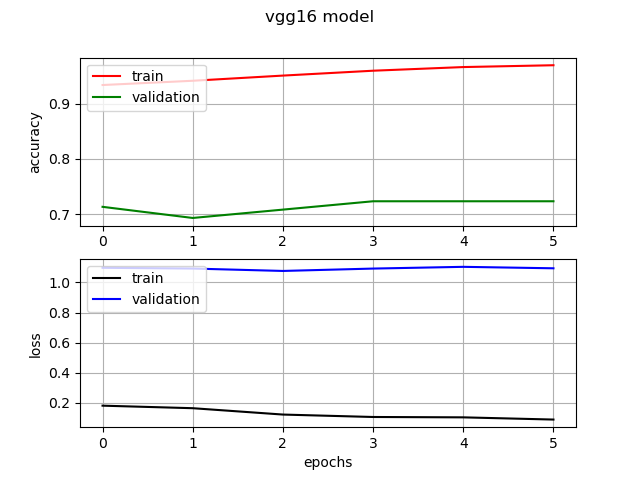 vgg16 model
train
validation
accuracy
0.9
0.8
0.7
0 1 2 3 4 5
train
validation
loss
1.0
0.8
0.6
0.4
0.2
0 1 2 3 4 5
epochs